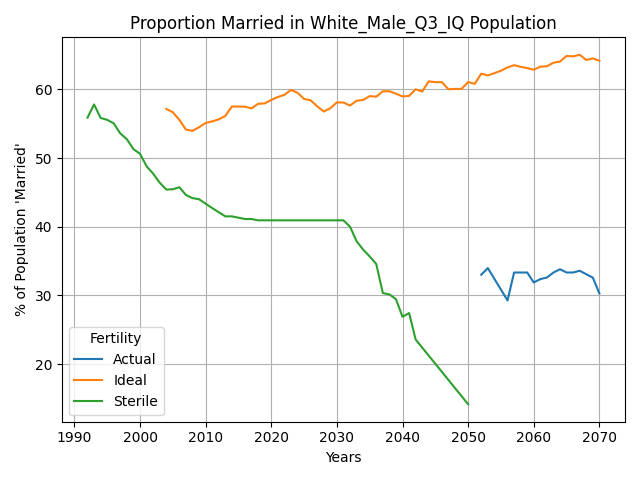 Proportion Married in White_Male_Q3_IQ Population
% of Population 'Married'
60
50
40
30
20
Fertility
Actual
Ideal
Sterile
1990 2000 2010 2020 2030 2040 2050 2060 2070
Years